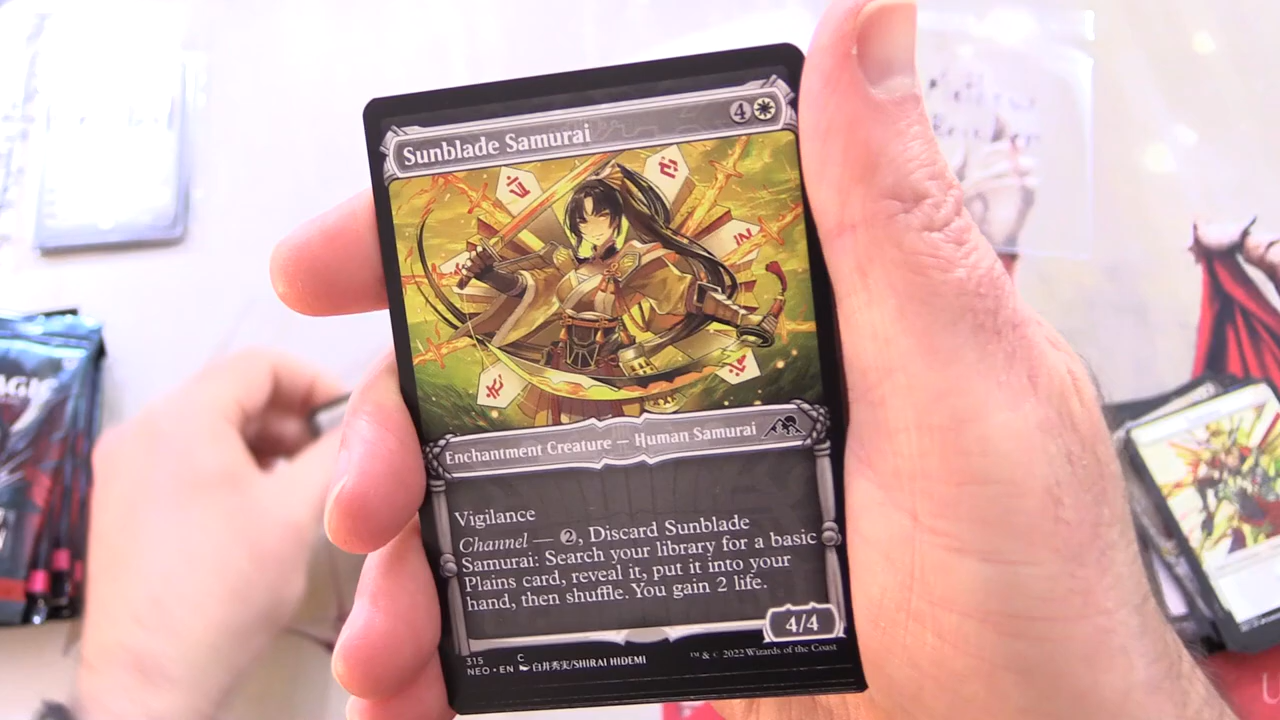 Sunblade Samurai
4
Enchantment Creature — Human Samurai
Vigilance
Channel — 2, Discard Sunblade
Samurai: Search your library for a basic
Plains card, reveal it, put it into your
hand, then shuffle. You gain 2 life.
4/4
315 C
NEO • EN 白井秀実/SHIRAI HIDEMI
™ & © 2022 Wizards of the Coast